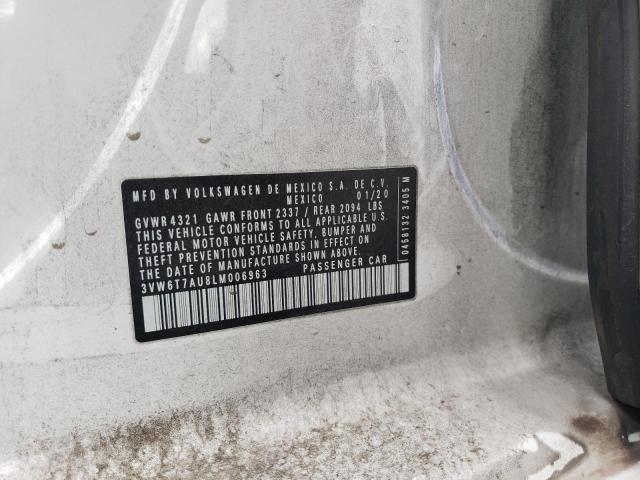 MFD BY VOLKSWAGEN DE MEXICO S.A. DE C.V.
MEXICO 01/20
GVWR 4321 GAWR FRONT 2337 / REAR 2094 LBS
THIS VEHICLE CONFORMS TO ALL APPLICABLE U.S.
FEDERAL MOTOR VEHICLE SAFETY, BUMPER AND
THEFT PREVENTION STANDARDS IN EFFECT ON
THE DATE OF MANUFACTURE SHOWN ABOVE.
3VW6T7AU8LM006963 PASSENGER CAR
0458132 3405 M